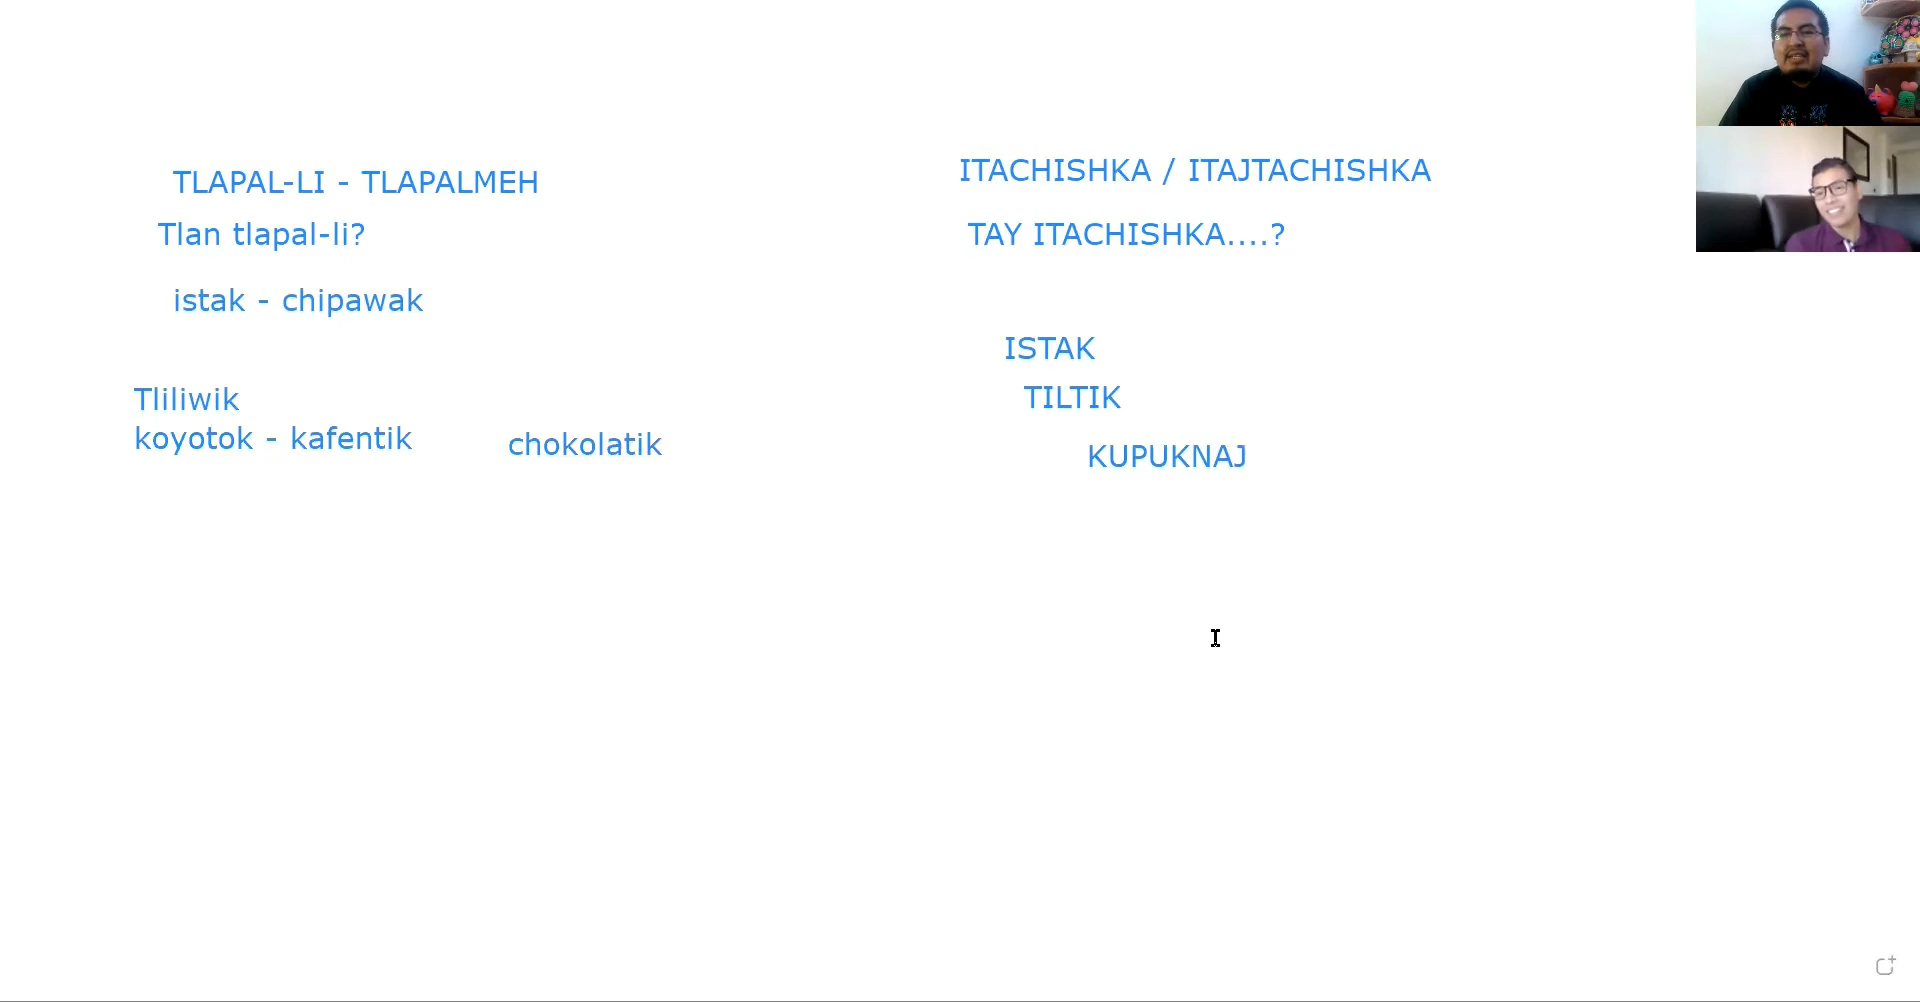 TLAPAL-LI - TLAPALMEH
Tlan tlapal-li?
istak - chipawak
Tliliwik
koyotok - kafentik
chokolatik
ITACHISHKA / ITAJTACHISHKA
TAY ITACHISHKA....?
ISTAK
TILTIK
KUPUKNAJ